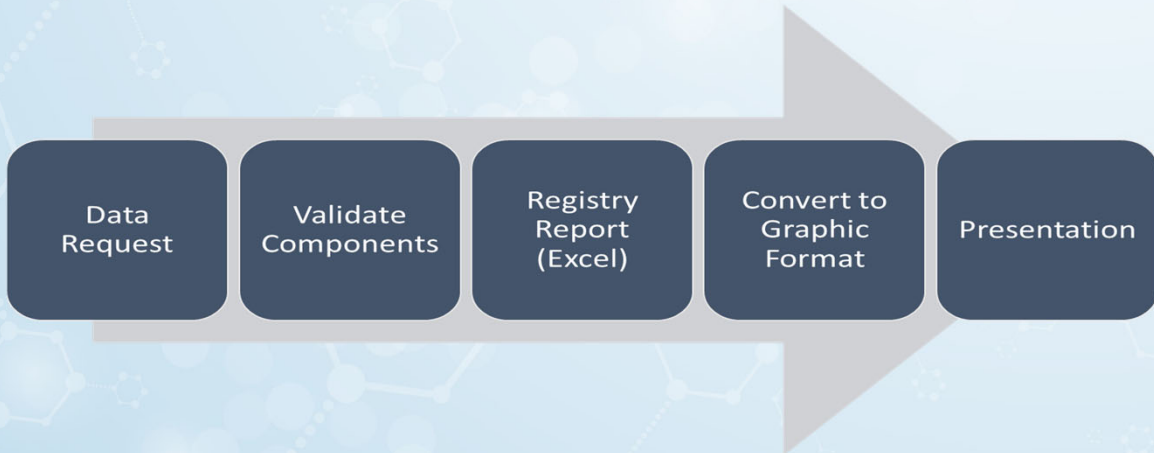 Data
Request
Validate
Components
Registry
Report
(Excel)
Convert to
Graphic
Format
Presentation